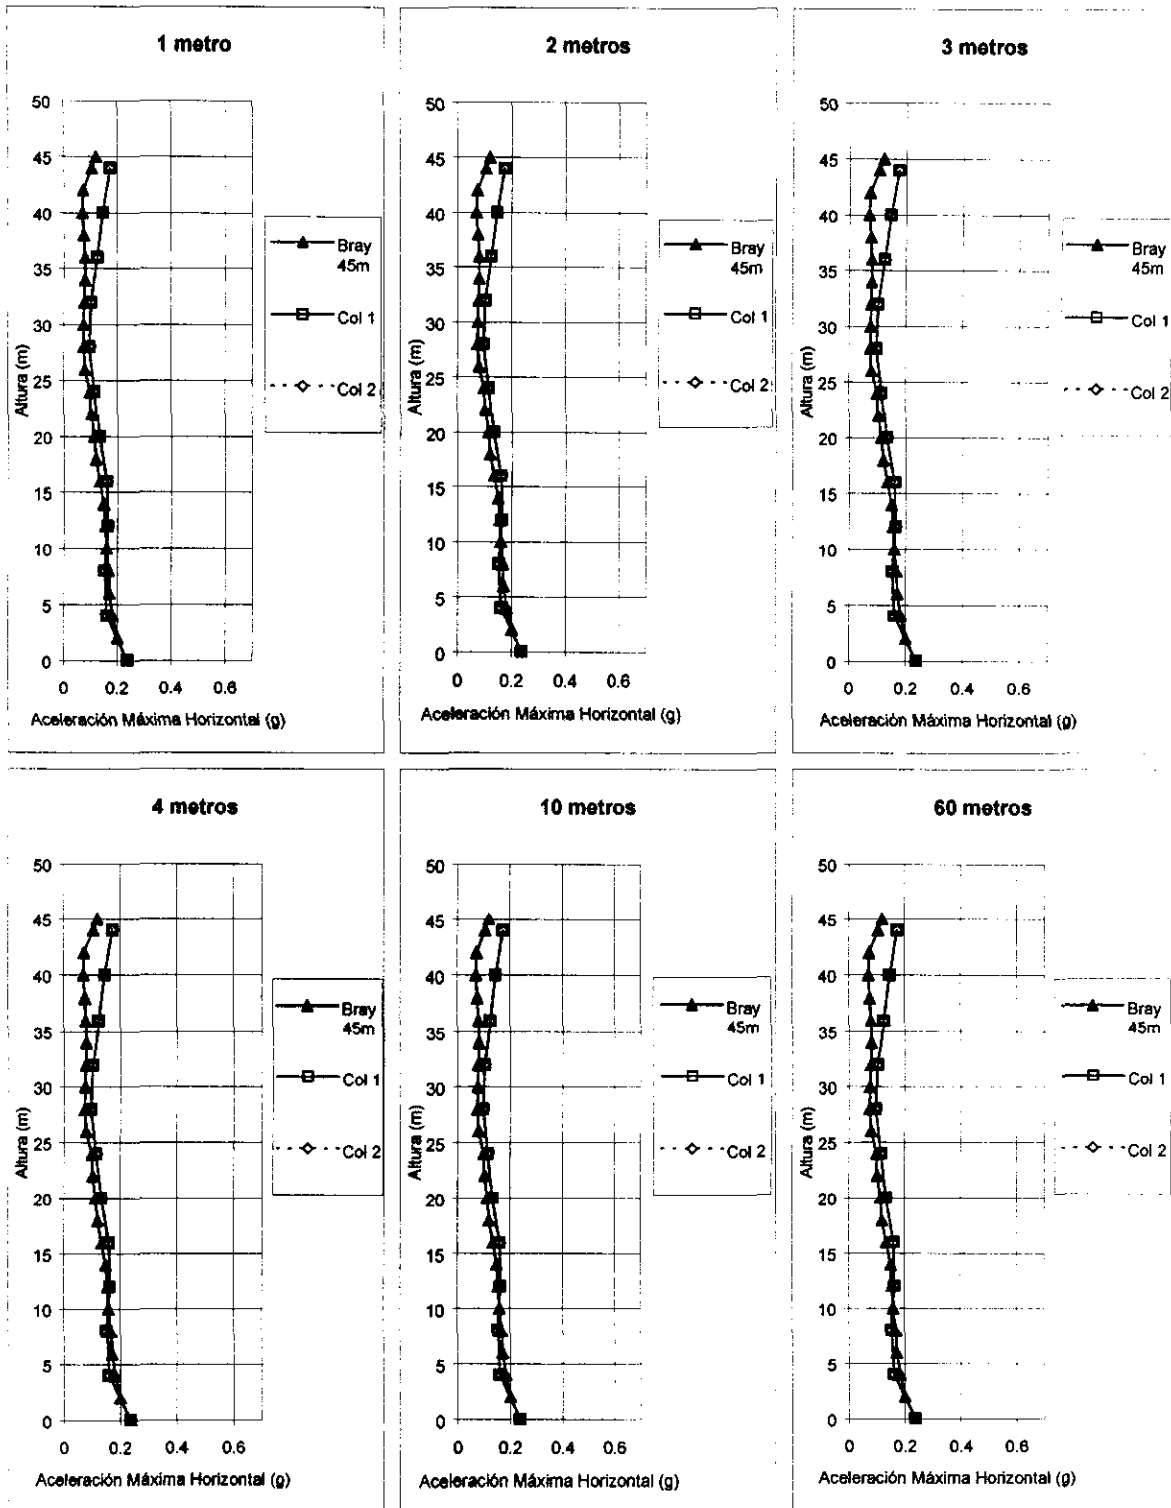 1 metro
50
45
40
35
30
25
20
15
10
5
0
Altura (m)
0 0.2 0.4 0.6
Aceleración Máxima Horizontal (g)
Bray
45m
Col 1
Col 2
2 metros
50
45
40
35
30
25
20
15
10
5
0
Altura (m)
0 0.2 0.4 0.6
Aceleración Máxima Horizontal (g)
Bray
45m
Col 1
Col 2
3 metros
50
45
40
35
30
25
20
15
10
5
0
Altura (m)
0 0.2 0.4 0.6
Aceleración Máxima Horizontal (g)
Bray
45m
Col 1
Col 2
4 metros
50
45
40
35
30
25
20
15
10
5
0
Altura (m)
0 0.2 0.4 0.6
Aceleración Máxima Horizontal (g)
Bray
45m
Col 1
Col 2
10 metros
50
45
40
35
30
25
20
15
10
5
0
Altura (m)
0 0.2 0.4 0.6
Aceleración Máxima Horizontal (g)
Bray
45m
Col 1
Col 2
60 metros
50
45
40
35
30
25
20
15
10
5
0
Altura (m)
0 0.2 0.4 0.6
Aceleración Máxima Horizontal (g)
Bray
45m
Col 1
Col 2